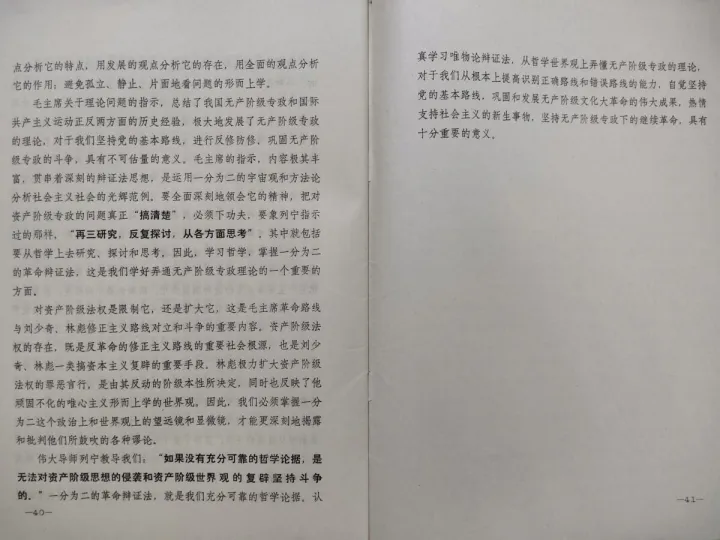 点分析它的特点，用发展的观点分析它的存在，用全面的观点分析
它的作用；避免孤立、静止、片面地看问题的形而上学。
毛主席关于理论问题的指示，总结了我国无产阶级专政和国际
共产主义运动正反两方面的历史经验，极大地发展了无产阶级专政
的理论，对于我们坚持党的基本路线，进行反修防修、巩固无产阶
级专政的斗争，具有不可估量的意义。毛主席的指示，内容极其丰
富，贯串着深刻的辩证法思想，是运用一分为二的宇宙观和方法论
分析社会主义社会的光辉范例。要全面深刻地领会它的精神，把对
资产阶级专政的问题真正“搞清楚”，必须下功夫，要象列宁指示
过的那样，“再三研究，反复探讨，从各方面思考”。其中就包括
要从哲学上去研究、探讨和思考。因此，学习哲学，掌握一分为二
的革命辩证法，这是我们学好弄通无产阶级专政理论的一个重要的
方面。
对资产阶级法权是限制它，还是扩大它，这是毛主席革命路线
与刘少奇、林彪修正主义路线对立和斗争的重要内容。资产阶级法
权的存在，既是反革命的修正主义路线的重要社会根源，也是刘少
奇、林彪一类搞资本主义复辟的重要手段。林彪极力扩大资产阶级
法权的罪恶言行，是由其反动的阶级本性所决定，同时也反映了他
顽固不化的唯心主义形而上学的世界观。因此，我们必须掌握一分
为二这个政治上和世界观上的望远镜和显微镜，才能更深刻地揭露
和批判他们所鼓吹的各种谬论。
伟大导师列宁教导我们：“如果没有充分可靠的哲学论据，是
无法对资产阶级思想的侵袭和资产阶级世界观的复辟坚持斗争
的。”一分为二的革命辩证法，就是我们充分可靠的哲学论据。认
—40—
真学习唯物论辩证法，从哲学世界观上弄懂无产阶级专政的理论，
对于我们从根本上提高识别正确路线和错误路线的能力，自觉坚持
党的基本路线，巩固和发展无产阶级文化大革命的伟大成果，热情
支持社会主义的新生事物，坚持无产阶级专政下的继续革命，具有
十分重要的意义。
—41—